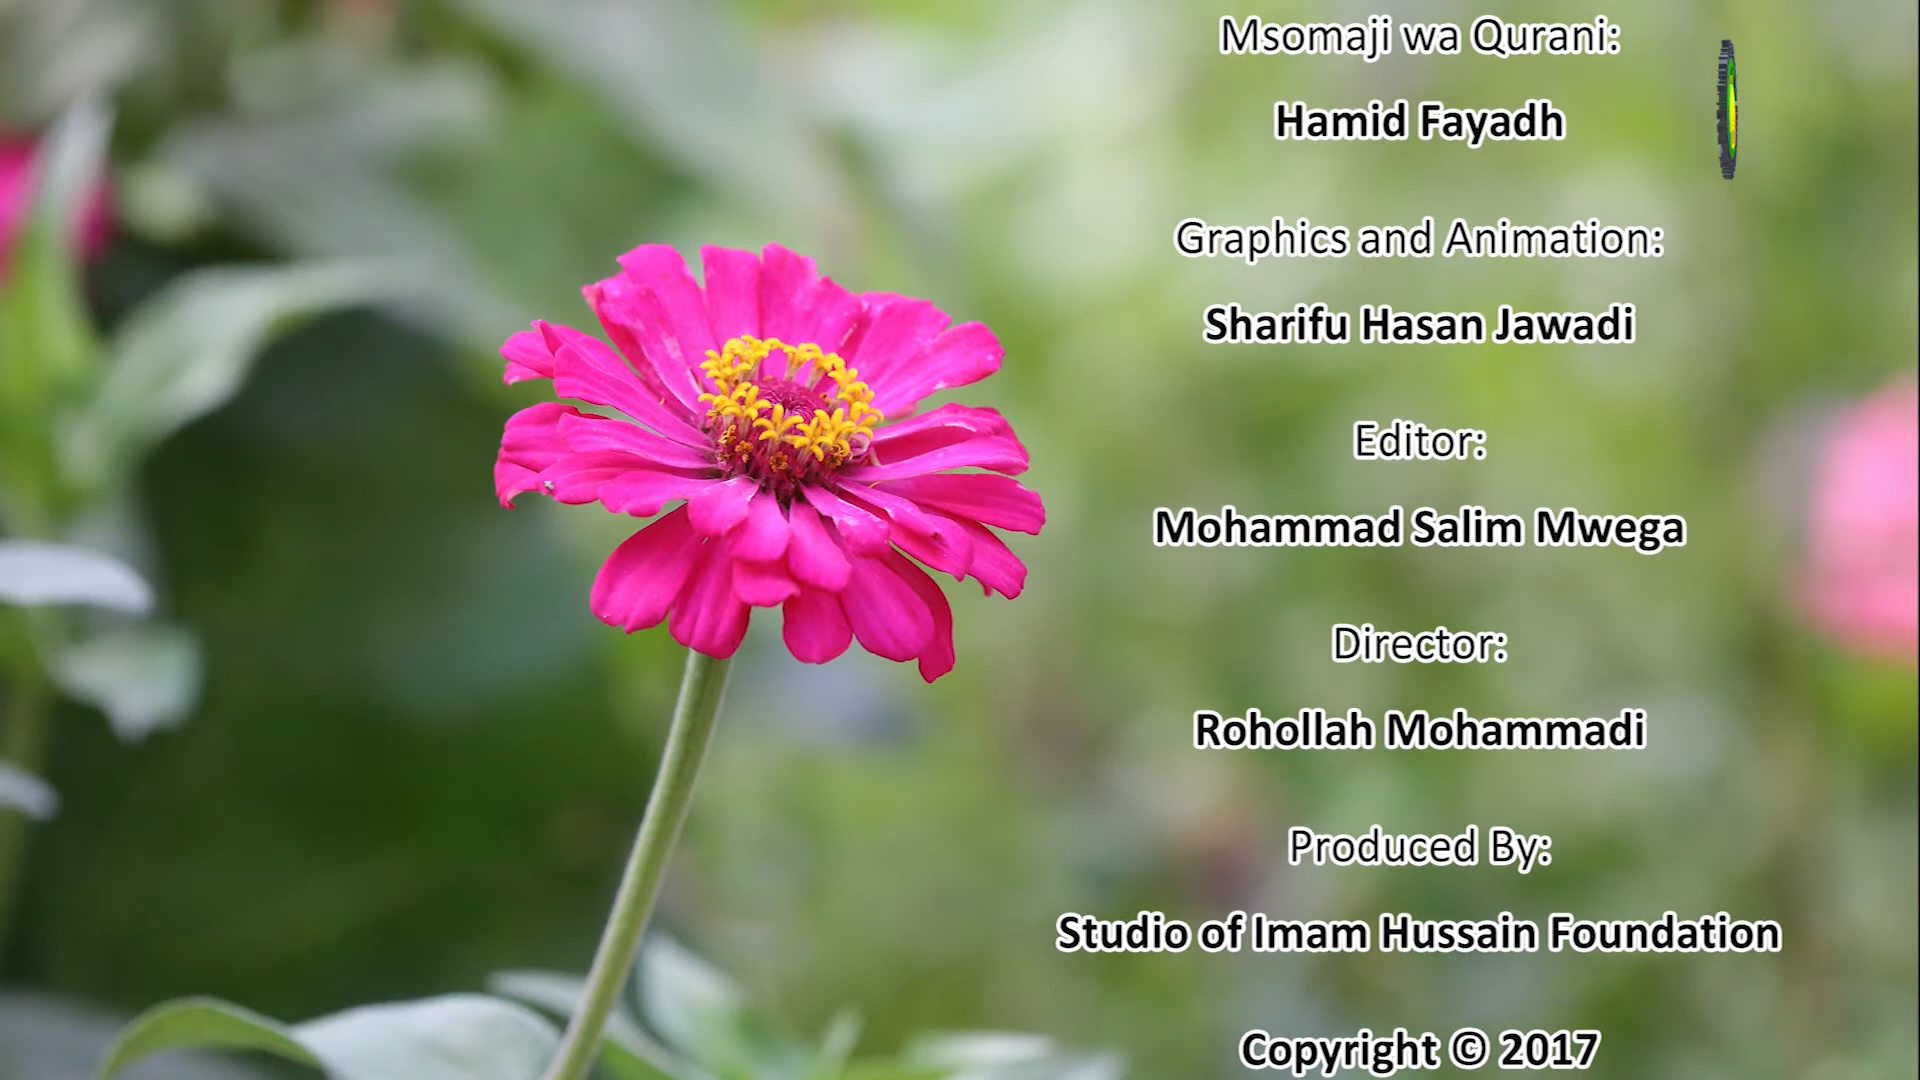 Msomaji wa Qurani:
Hamid Fayadh
Graphics and Animation:
Sharifu Hasan Jawadi
Editor:
Mohammad Salim Mwega
Director:
Rohollah Mohammadi
Produced By:
Studio of Imam Hussain Foundation
Copyright © 2017